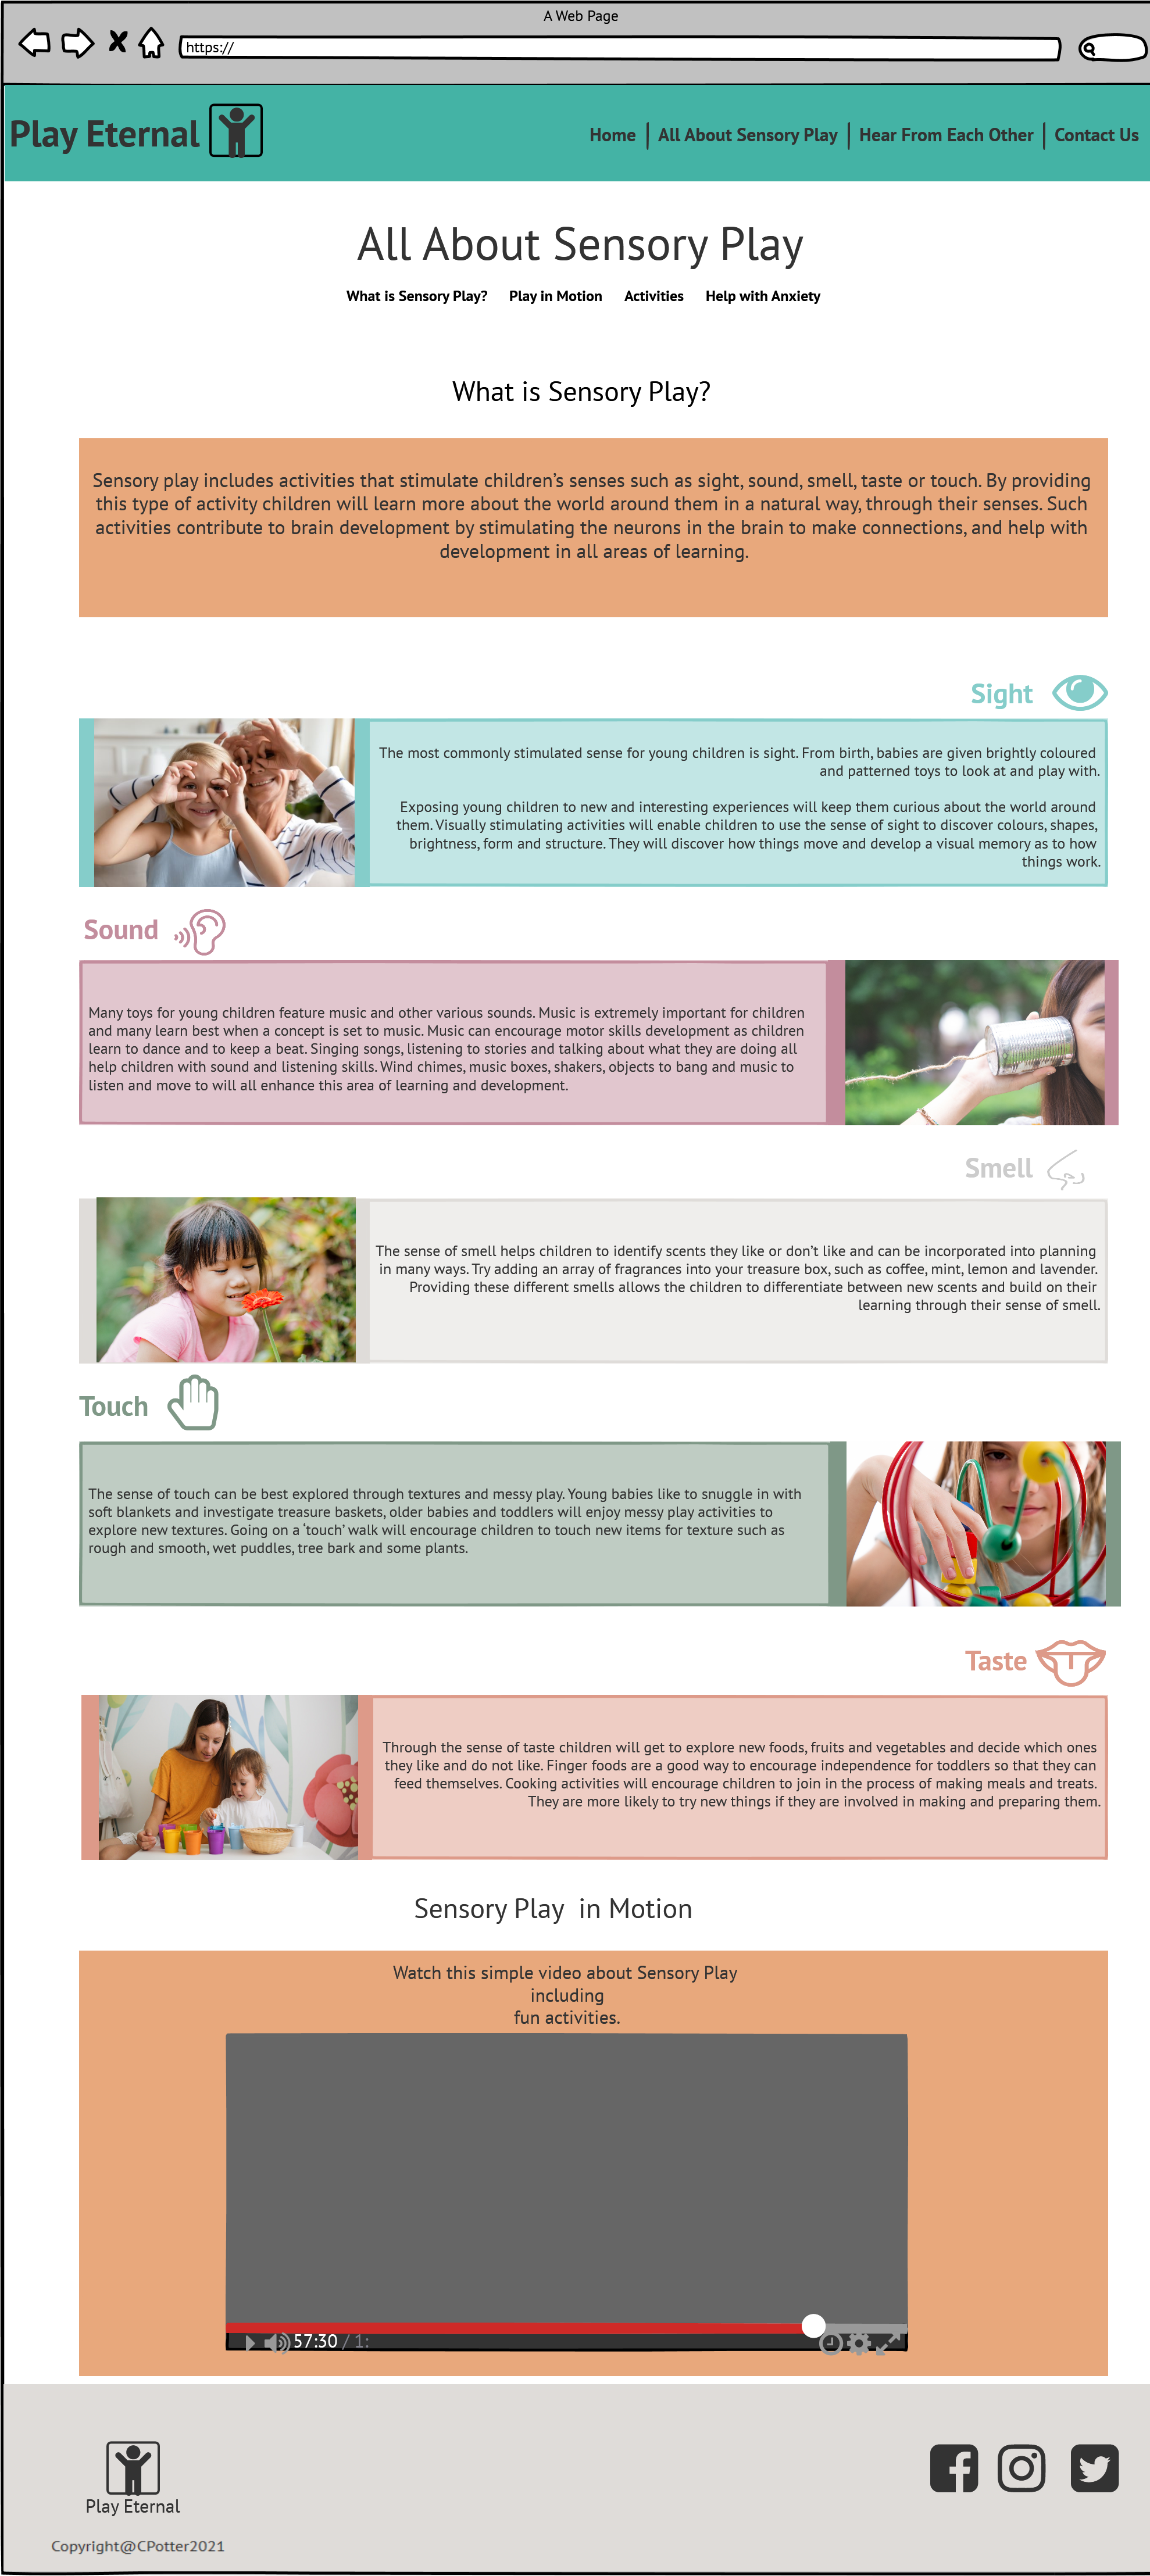 A Web Page
https://
Play Eternal
Home | All About Sensory Play | Hear From Each Other | Contact Us
All About Sensory Play
What is Sensory Play? Play in Motion Activities Help with Anxiety
What is Sensory Play?
Sensory play includes activities that stimulate children’s senses such as sight, sound, smell, taste or touch. By providing
this type of activity children will learn more about the world around them in a natural way, through their senses. Such
activities contribute to brain development by stimulating the neurons in the brain to make connections, and help with
development in all areas of learning.
Sight
The most commonly stimulated sense for young children is sight. From birth, babies are given brightly coloured
and patterned toys to look at and play with.
Exposing young children to new and interesting experiences will keep them curious about the world around
them. Visually stimulating activities will enable children to use the sense of sight to discover colours, shapes,
brightness, form and structure. They will discover how things move and develop a visual memory as to how
things work.
Sound
Many toys for young children feature music and other various sounds. Music is extremely important for children
and many learn best when a concept is set to music. Music can encourage motor skills development as children
learn to dance and to keep a beat. Singing songs, listening to stories and talking about what they are doing all
help children with sound and listening skills. Wind chimes, music boxes, shakers, objects to bang and music to
listen and move to will all enhance this area of learning and development.
Smell
The sense of smell helps children to identify scents they like or don’t like and can be incorporated into planning
in many ways. Try adding an array of fragrances into your treasure box, such as coffee, mint, lemon and lavender.
Providing these different smells allows the children to differentiate between new scents and build on their
learning through their sense of smell.
Touch
The sense of touch can be best explored through textures and messy play. Young babies like to snuggle in with
soft blankets and investigate treasure baskets, older babies and toddlers will enjoy messy play activities to
explore new textures. Going on a ‘touch’ walk will encourage children to touch new items for texture such as
rough and smooth, wet puddles, tree bark and some plants.
Taste
Through the sense of taste children will get to explore new foods, fruits and vegetables and decide which ones
they like and do not like. Finger foods are a good way to encourage independence for toddlers so that they can
feed themselves. Cooking activities will encourage children to join in the process of making meals and treats.
They are more likely to try new things if they are involved in making and preparing them.
Sensory Play in Motion
Watch this simple video about Sensory Play
including
fun activities.
57:30 / 1:
Play Eternal
Copyright@CPotter2021